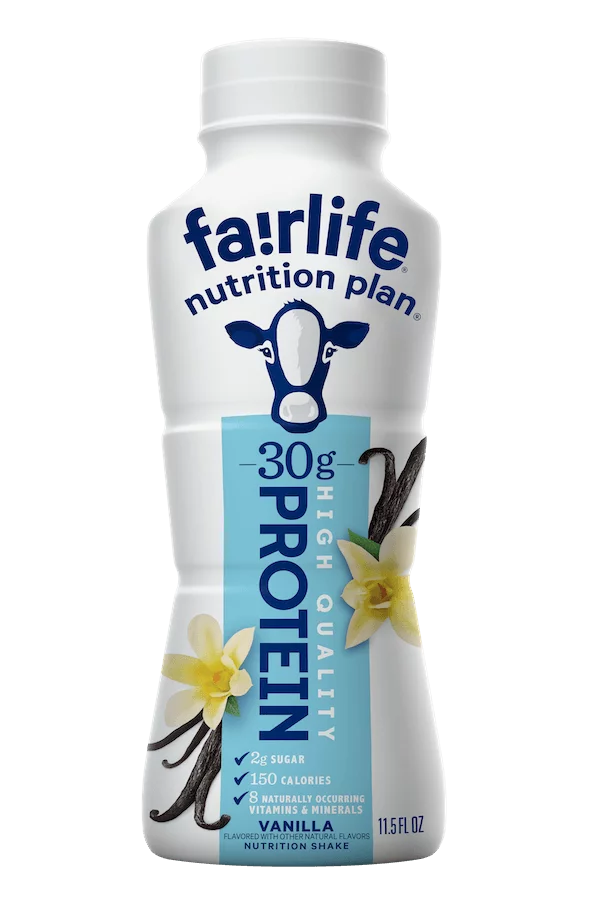 fa!rlife®
nutrition plan®
30g
HIGH QUALITY
PROTEIN
✓ 2g SUGAR
✓ 150 CALORIES
✓ 8 NATURALLY OCCURRING
VITAMINS & MINERALS
VANILLA
FLAVORED WITH OTHER NATURAL FLAVORS
NUTRITION SHAKE
11.5 FL OZ